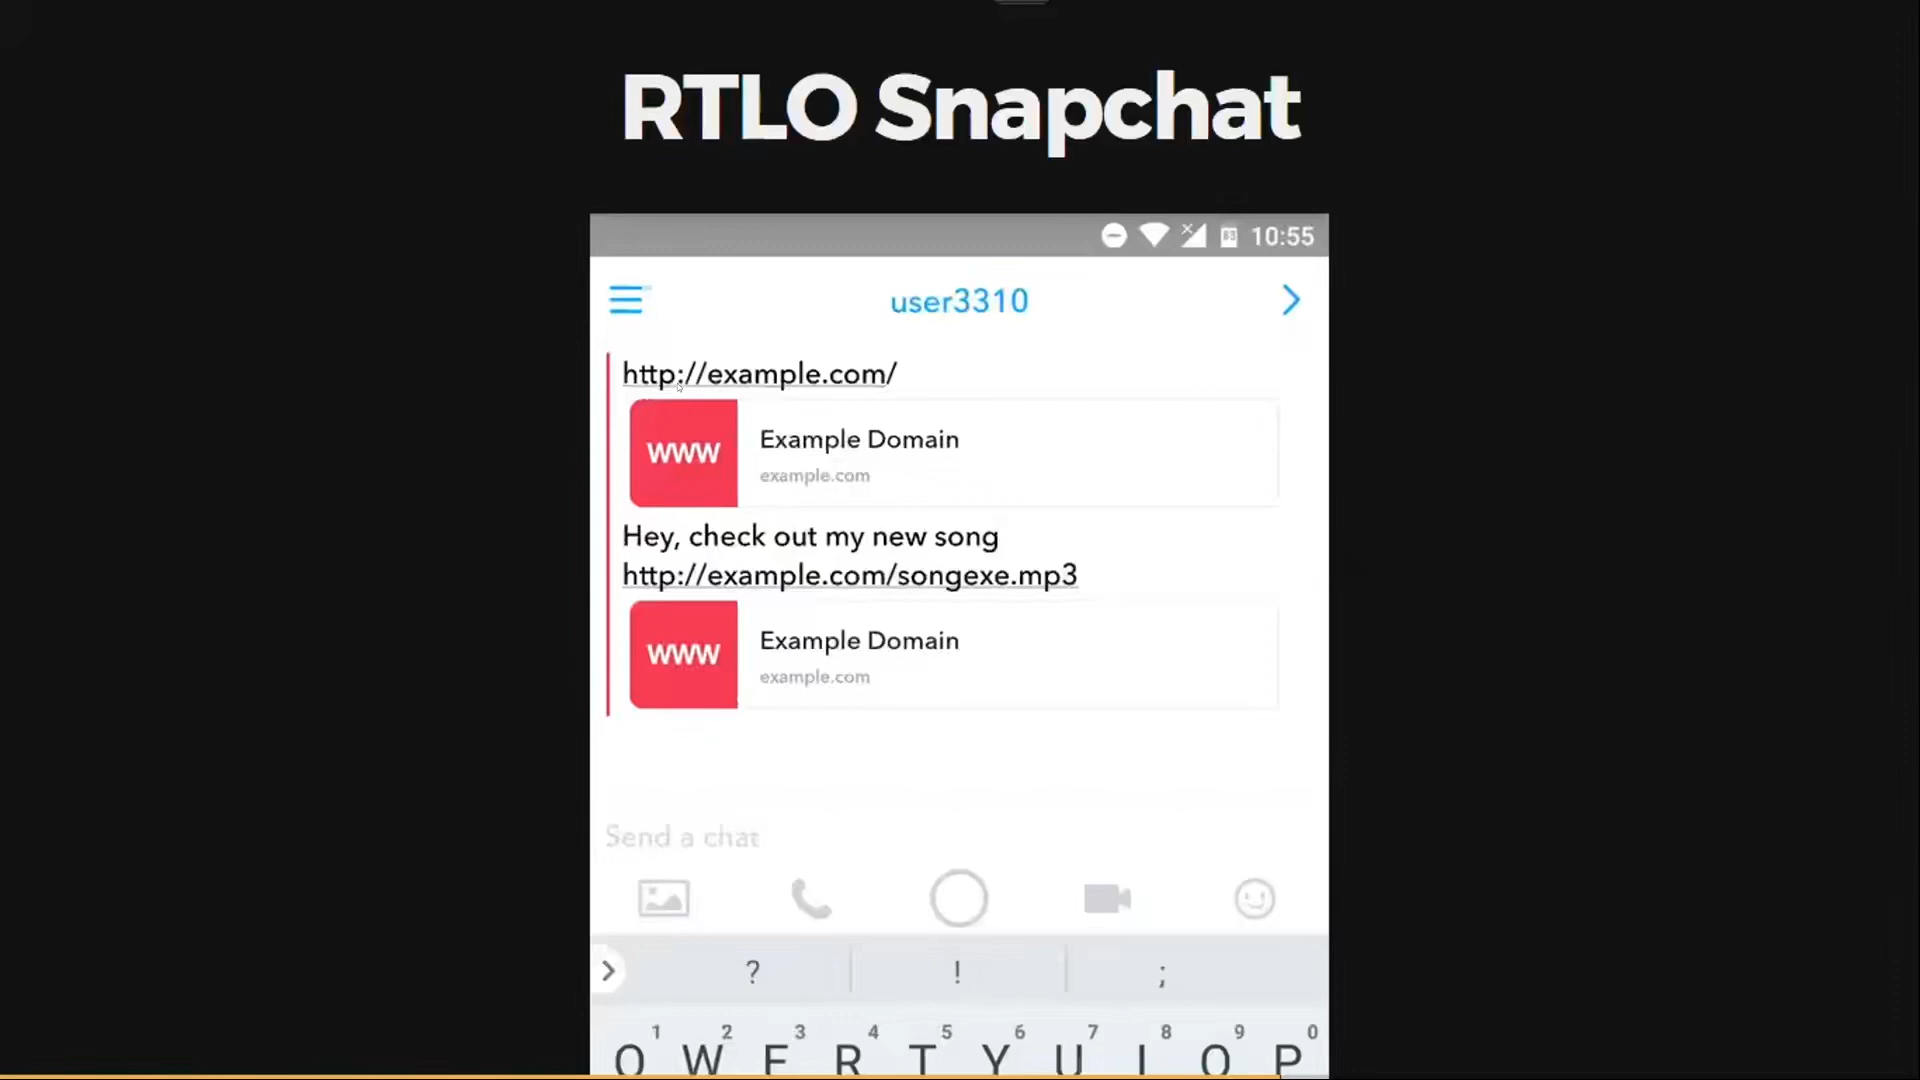 RTLO Snapchat
10:55
user3310
http://example.com/
www
Example Domain
example.com
Hey, check out my new song
http://example.com/songexe.mp3
www
Example Domain
example.com
Send a chat
? ! ;
1 2 3 4 5 6 7 8 9 0
Q W E R T Y U I O P